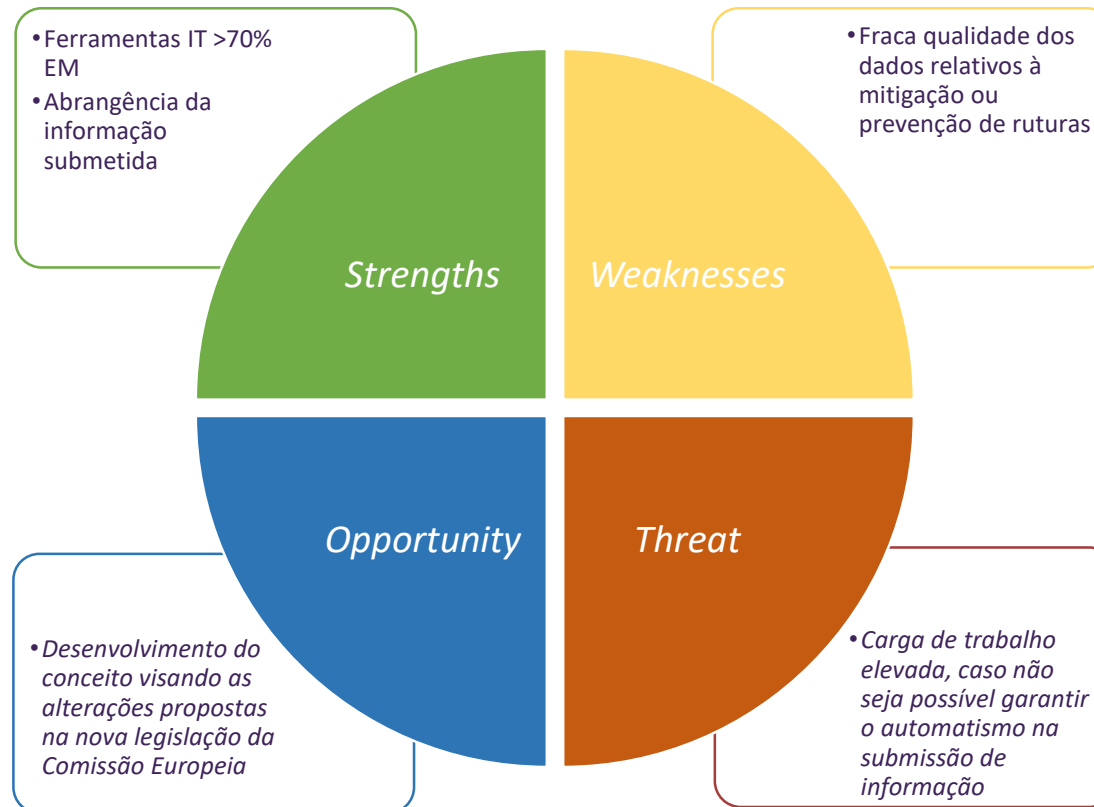 •Ferramentas IT >70%
EM
•Abrangência da
informação
submetida
•Fraca qualidade dos
dados relativos à
mitigação ou
prevenção de ruturas
Strengths
Weaknesses
Opportunity
Threat
•Desenvolvimento do
conceito visando as
alterações propostas
na nova legislação da
Comissão Europeia
•Carga de trabalho
elevada, caso não
seja possível garantir
o automatismo na
submissão de
informação